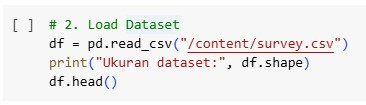 [ ] # 2. Load Dataset
df = pd.read_csv("/content/survey.csv")
print("Ukuran dataset:", df.shape)
df.head()